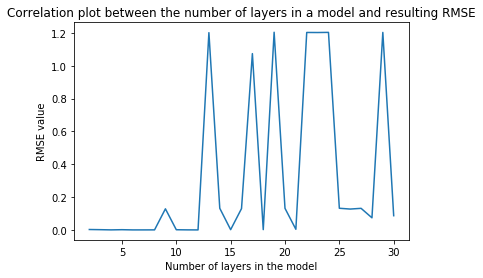 Correlation plot between the number of layers in a model and resulting RMSE
1.2
1.0
0.8
0.6
0.4
0.2
0.0
RMSE value
5 10 15 20 25 30
Number of layers in the model